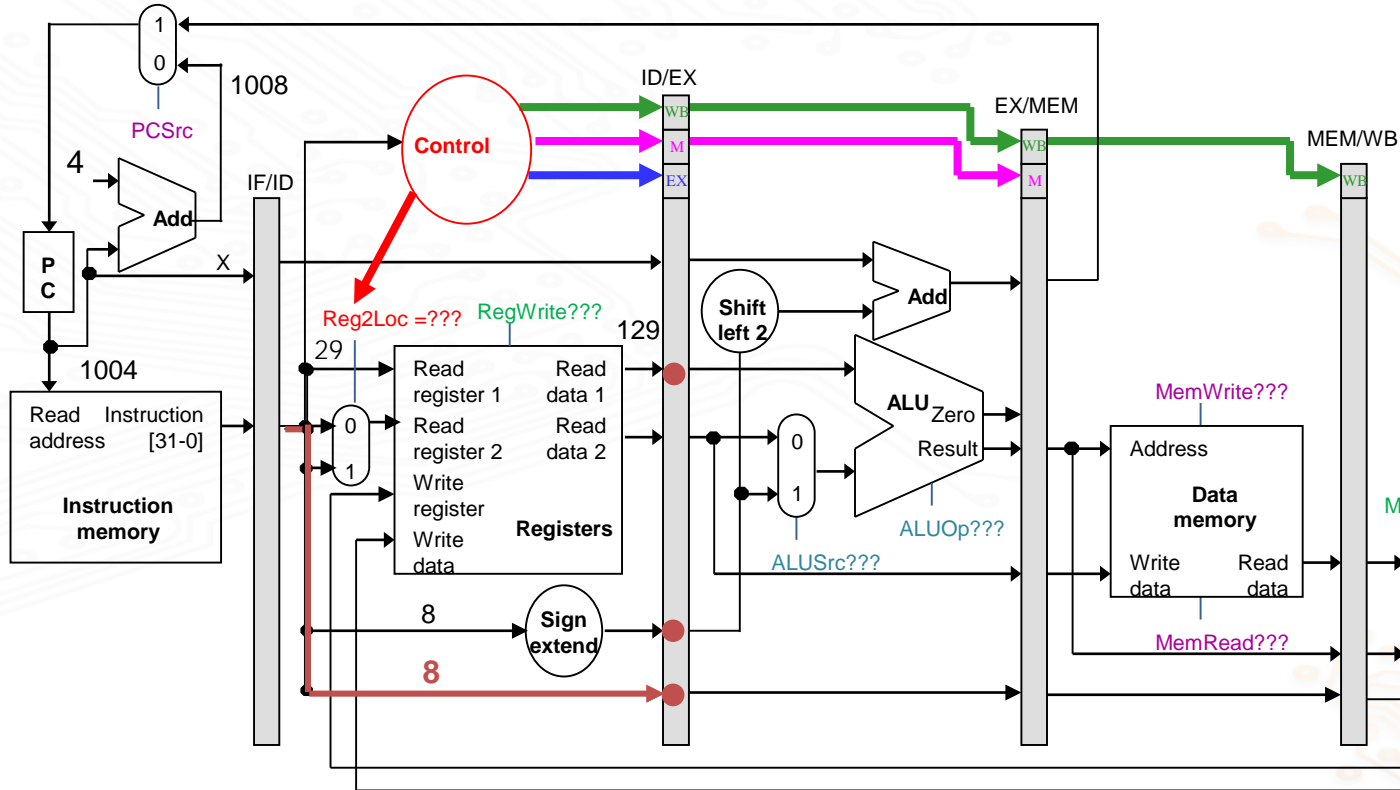 1
0
1008
PCSrc
4
Add
P
C
X
1004
Read
address
Instruction
[31-0]
Instruction
memory
IF/ID
Control
Reg2Loc =???
RegWrite???
29
0
1
Read
register 1
Read
data 1
Read
register 2
Read
data 2
Write
register
Write
data
Registers
129
8
Sign
extend
8
ID/EX
WB
M
EX
Shift
left 2
Add
0
1
ALUSrc???
ALU
Zero
Result
ALUOp???
EX/MEM
WB
M
MemWrite???
Address
Data
memory
Write
data
Read
data
MemRead???
MEM/WB
WB
M